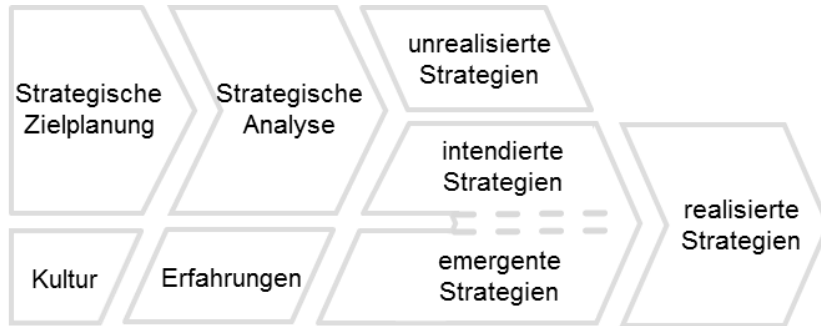 Strategische
Zielplanung
Strategische
Analyse
unrealisierte
Strategien
intendierte
Strategien
realisierte
Strategien
Kultur
Erfahrungen
emergente
Strategien